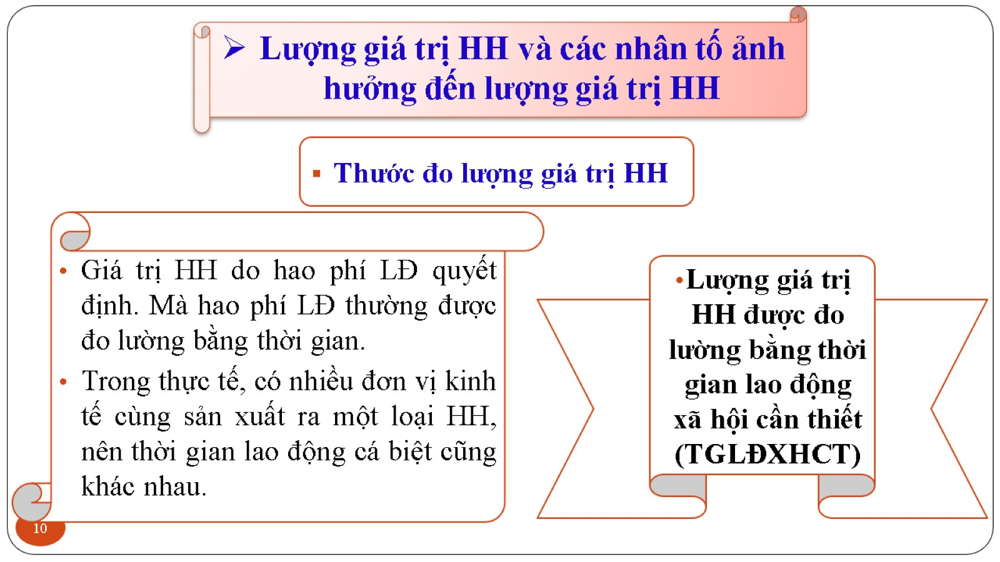 ➢ Lượng giá trị HH và các nhân tố ảnh
hưởng đến lượng giá trị HH
▪ Thước đo lượng giá trị HH
• Giá trị HH do hao phí LĐ quyết
định. Mà hao phí LĐ thường được
đo lường bằng thời gian.
• Trong thực tế, có nhiều đơn vị kinh
tế cùng sản xuất ra một loại HH,
nên thời gian lao động cá biệt cũng
khác nhau.
•Lượng giá trị
HH được đo
lường bằng thời
gian lao động
xã hội cần thiết
(TGLĐXHCT)
10